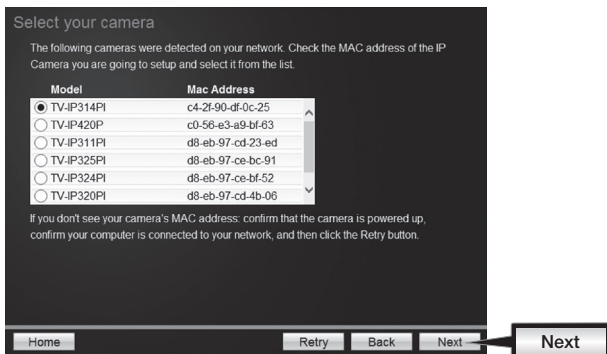 Select your camera
The following cameras were detected on your network. Check the MAC address of the IP
Camera you are going to setup and select it from the list.
Model Mac Address
TV-IP314PI c4-2f-90-df-0c-25
TV-IP420P c0-56-e3-a9-bf-63
TV-IP311PI d8-eb-97-cd-23-ed
TV-IP325PI d8-eb-97-ce-bc-91
TV-IP324PI d8-eb-97-ce-bf-52
TV-IP320PI d8-eb-97-cd-4b-06
If you don't see your camera's MAC address: confirm that the camera is powered up,
confirm your computer is connected to your network, and then click the Retry button.
Home Retry Back Next Next